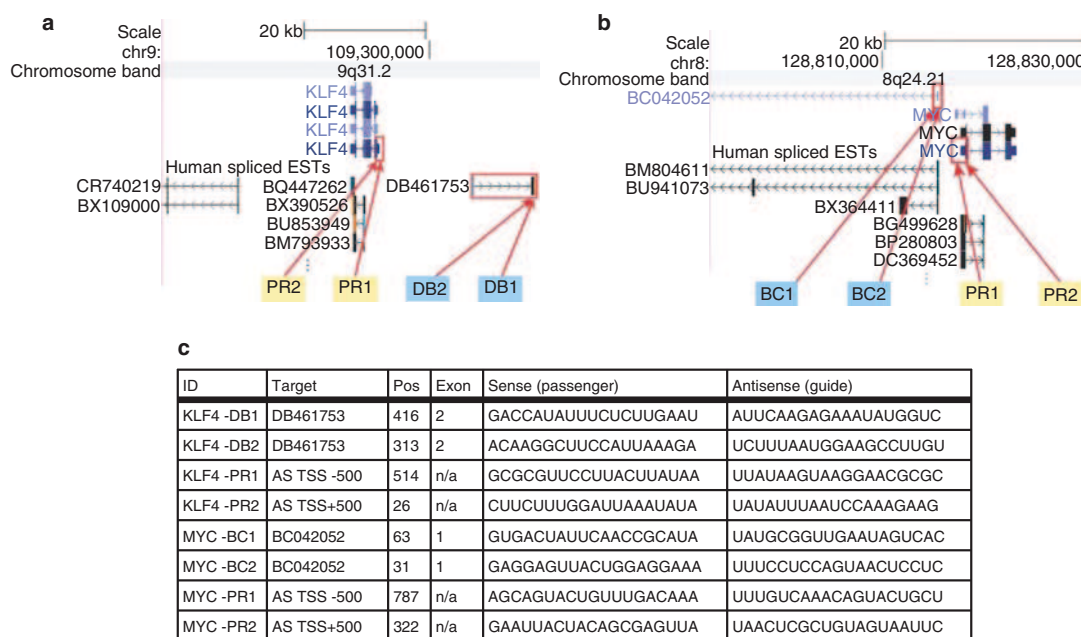 a
Scale 20 kb
chr9: 109,300,000
Chromosome band 9q31.2
KLF4
KLF4
KLF4
KLF4
Human spliced ESTs
CR740219 BQ447262 DB461753
BX109000 BX390526
BU853949
BM793933
PR2 PR1 DB2 DB1
b
Scale 20 kb
chr8: 128,810,000 128,830,000
Chromosome band 8q24.21
BC042052
MYC
MYC
MYC
Human spliced ESTs
BM804611
BU941073
BX364411
BG499628
BP280803
DC369452
BC1 BC2 PR1 PR2
c
ID Target Pos Exon Sense (passenger) Antisense (guide)
KLF4 -DB1 DB461753 416 2 GACCAUAUUUCUCUUGAAU AUUCAAGAGAAAUAUGGUC
KLF4 -DB2 DB461753 313 2 ACAAGGCUUCCAUUAAAGA UCUUUAAUGGAAGCCUUGU
KLF4 -PR1 AS TSS -500 514 n/a GCGCGUUCCUUACUUAUAA UUAUAAGUAAGGAACGCGC
KLF4 -PR2 AS TSS+500 26 n/a CUUCUUUGGAUUAAAUAUA UAUAUUUAAUCCAAAGAAG
MYC -BC1 BC042052 63 1 GUGACUAUUCAACCGCAUA UAUGCGGUUGAAUAGUCAC
MYC -BC2 BC042052 31 1 GAGGAGUUACUGGAGGAAA UUUCCUCCAGUAACUCCUC
MYC -PR1 AS TSS -500 787 n/a AGCAGUACUGUUUGACAAA UUUGUCAAACAGUACUGCU
MYC -PR2 AS TSS+500 322 n/a GAAUUACUACAGCGAGUUA UAACUCGCUGUAGUAAUUC